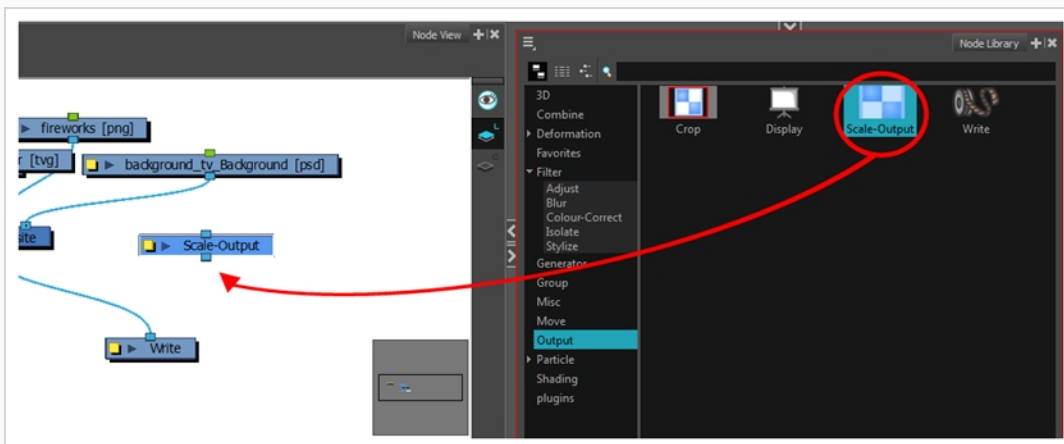 Node View
fireworks [png]
r [tvg]
background_tv_Background [psd]
site
Scale-Output
Write
Node Library
3D
Combine
Deformation
Favorites
Filter
Adjust
Blur
Colour-Correct
Isolate
Stylize
Generator
Group
Misc
Move
Output
Particle
Shading
plugins
Crop
Display
Scale-Output
Write